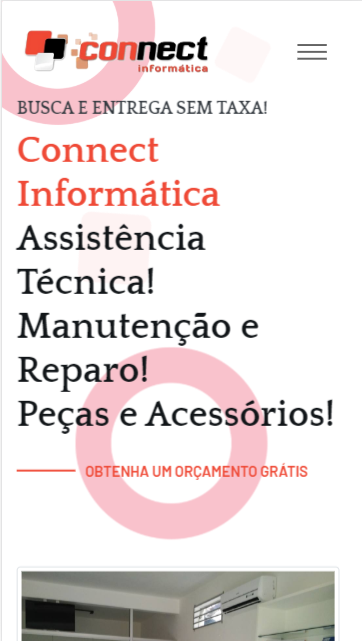 connect
informática
BUSCA E ENTREGA SEM TAXA!
Connect
Informática
Assistência
Técnica!
Manutenção e
Reparo!
Peças e Acessórios!
OBTENHA UM ORÇAMENTO GRÁTIS